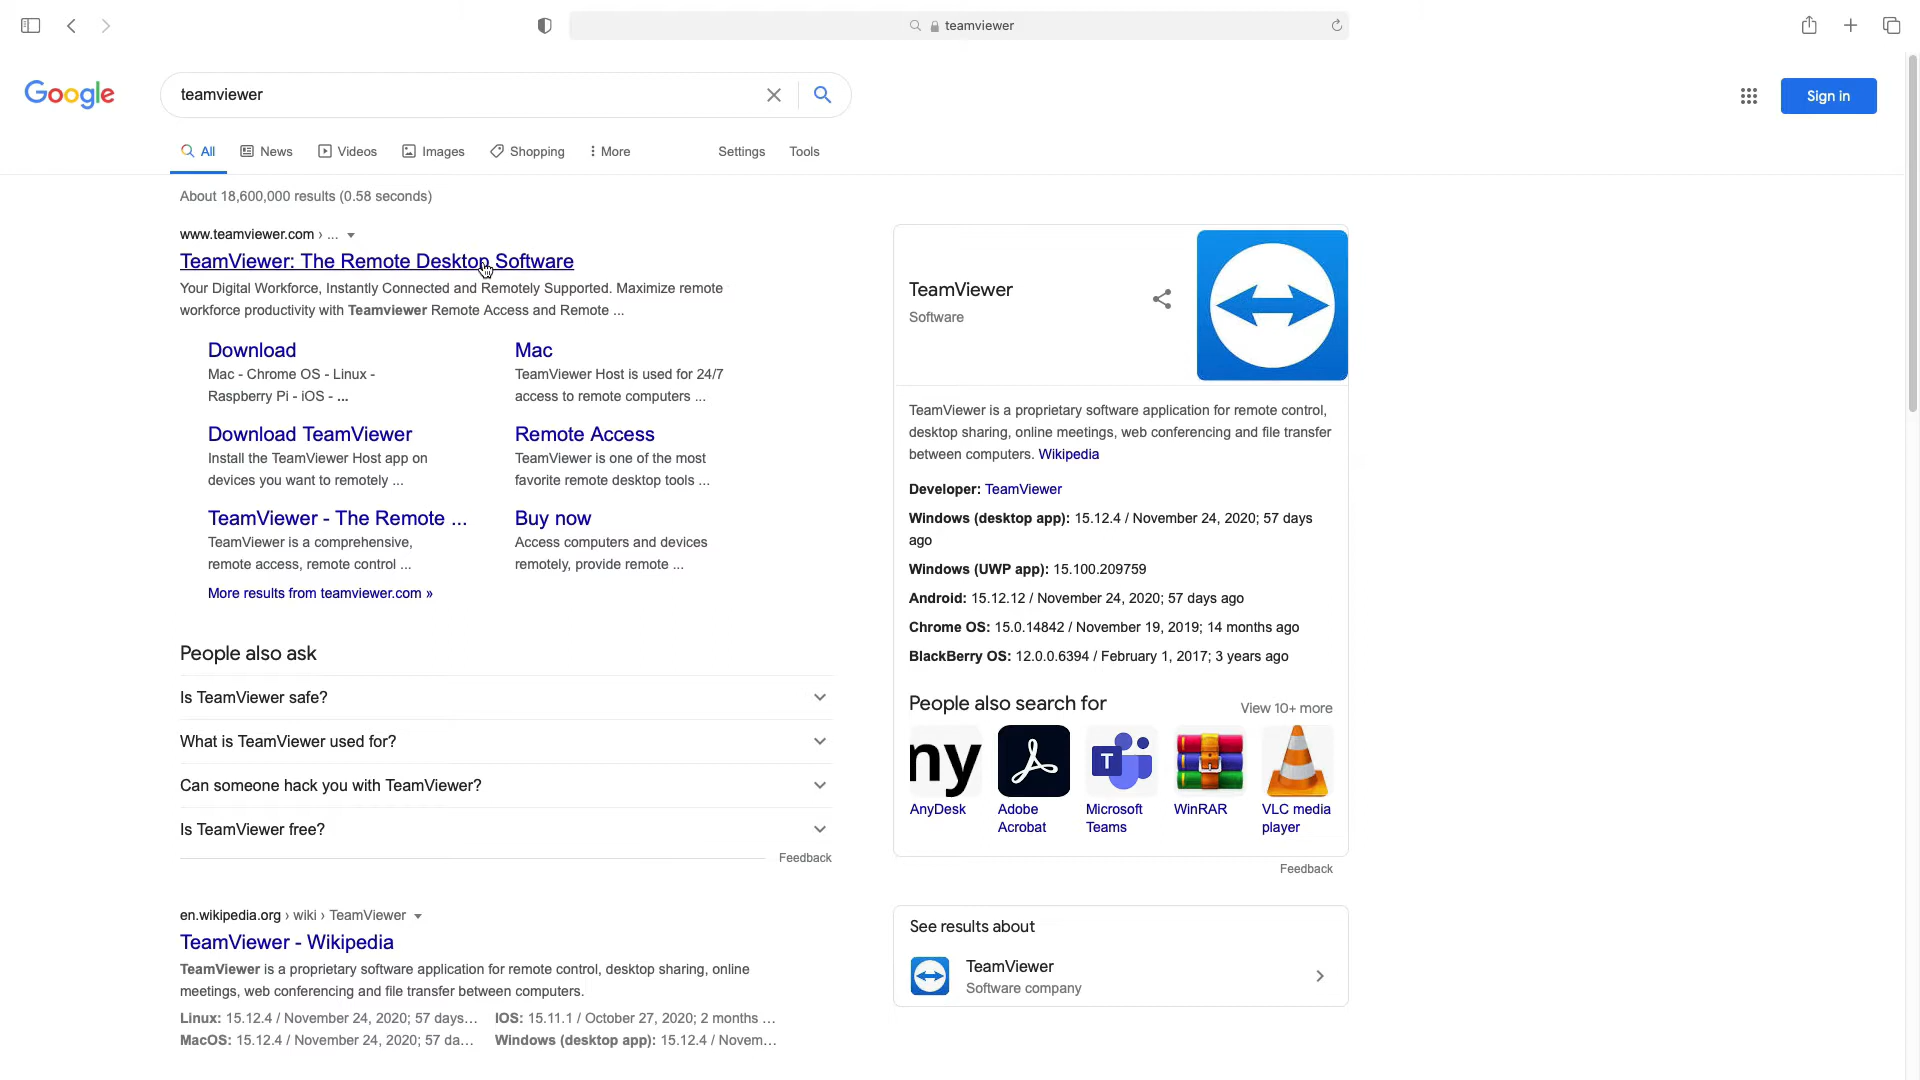 teamviewer
Google
teamviewer
Sign in
All
News
Videos
Images
Shopping
More
Settings
Tools
About 18,600,000 results (0.58 seconds)
www.teamviewer.com › ...
TeamViewer: The Remote Desktop Software
Your Digital Workforce, Instantly Connected and Remotely Supported. Maximize remote
workforce productivity with Teamviewer Remote Access and Remote ...
Download
Mac - Chrome OS - Linux -
Raspberry Pi - iOS - ...
Mac
TeamViewer Host is used for 24/7
access to remote computers ...
Download TeamViewer
Install the TeamViewer Host app on
devices you want to remotely ...
Remote Access
TeamViewer is one of the most
favorite remote desktop tools ...
TeamViewer - The Remote ...
TeamViewer is a comprehensive,
remote access, remote control ...
Buy now
Access computers and devices
remotely, provide remote ...
More results from teamviewer.com »
People also ask
Is TeamViewer safe?
What is TeamViewer used for?
Can someone hack you with TeamViewer?
Is TeamViewer free?
Feedback
en.wikipedia.org › wiki › TeamViewer
TeamViewer - Wikipedia
TeamViewer is a proprietary software application for remote control, desktop sharing, online
meetings, web conferencing and file transfer between computers.
Linux: 15.12.4 / November 24, 2020; 57 days...
IOS: 15.11.1 / October 27, 2020; 2 months ...
MacOS: 15.12.4 / November 24, 2020; 57 da...
Windows (desktop app): 15.12.4 / Novem...
TeamViewer
Software
TeamViewer is a proprietary software application for remote control,
desktop sharing, online meetings, web conferencing and file transfer
between computers. Wikipedia
Developer: TeamViewer
Windows (desktop app): 15.12.4 / November 24, 2020; 57 days
ago
Windows (UWP app): 15.100.209759
Android: 15.12.12 / November 24, 2020; 57 days ago
Chrome OS: 15.0.14842 / November 19, 2019; 14 months ago
BlackBerry OS: 12.0.0.6394 / February 1, 2017; 3 years ago
People also search for
View 10+ more
ny
T
AnyDesk
Adobe
Acrobat
Microsoft
Teams
WinRAR
VLC media
player
Feedback
See results about
TeamViewer
Software company